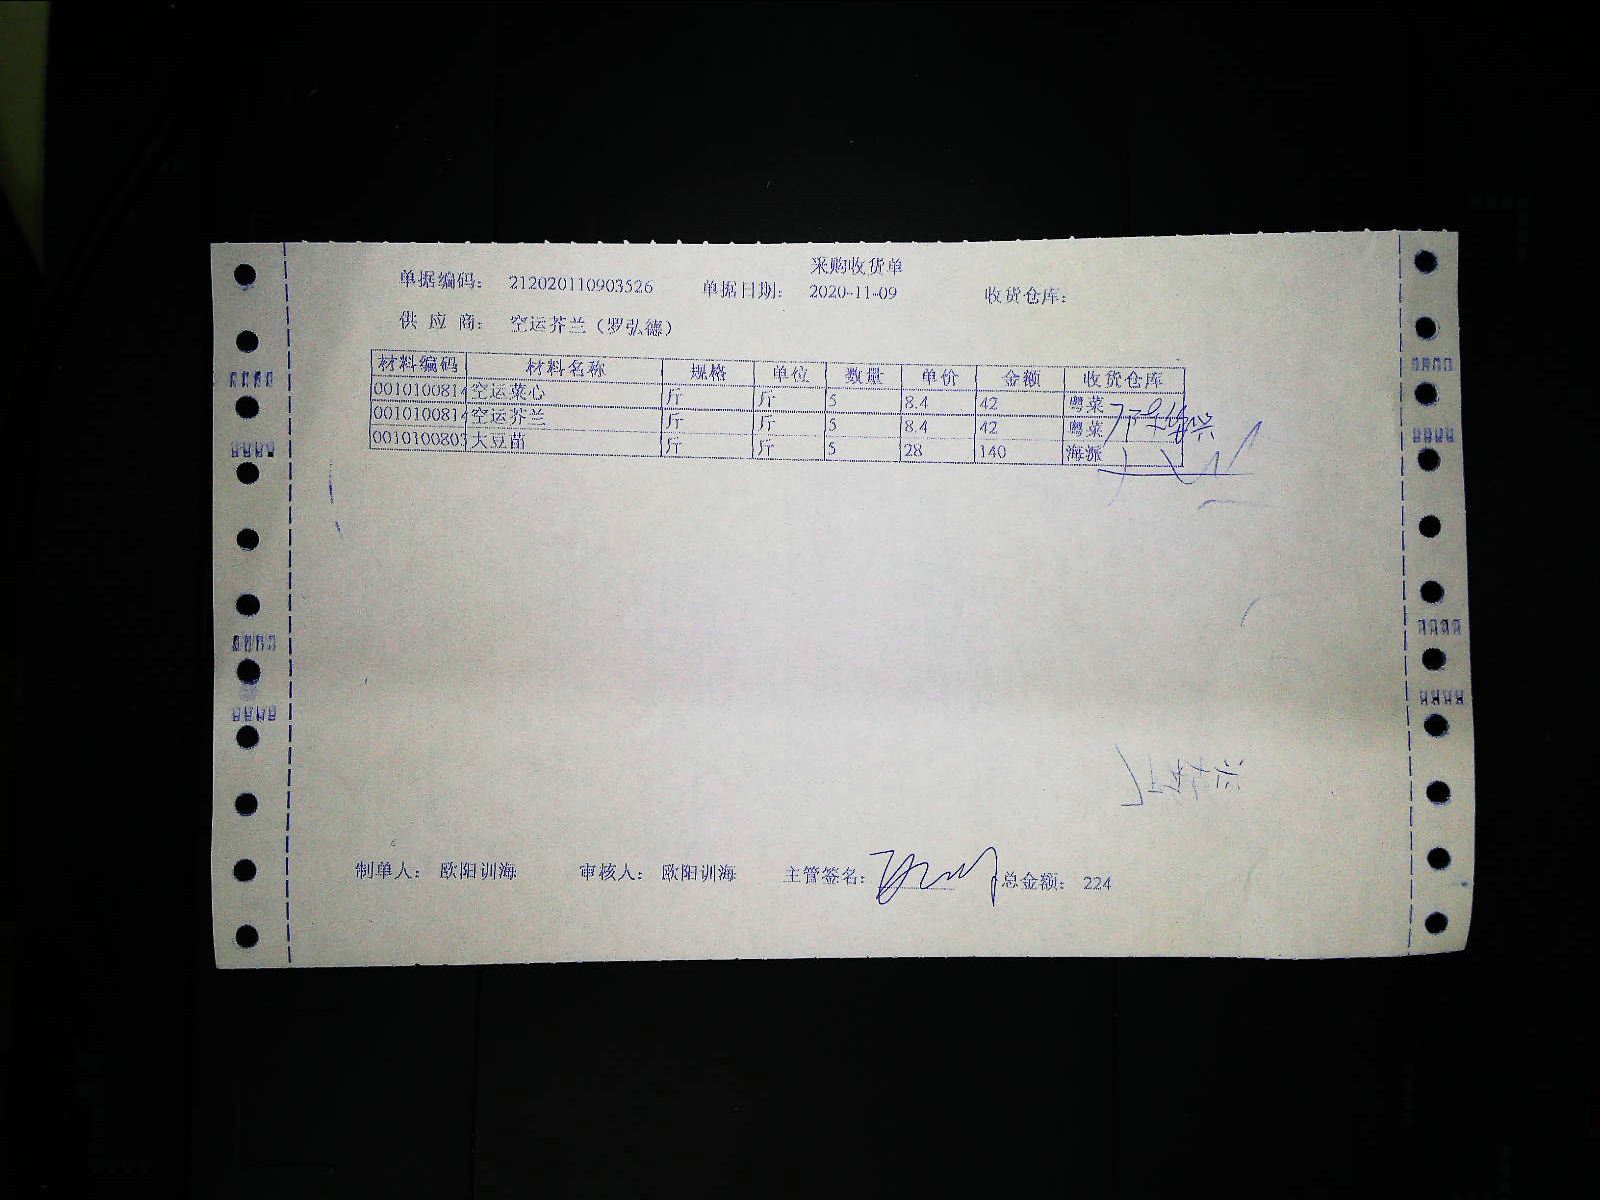 采购收货单
单据编码： 212020110903526 单据日期： 2020-11-09 收货仓库：
供 应 商： 空运芥兰（罗弘德）
材料编码 材料名称 规格 单位 数量 单价 金额 收货仓库
0010100814 空运菜心 斤 斤 5 8.4 42 粤菜
0010100814 空运芥兰 斤 斤 5 8.4 42 粤菜
001010080 大豆苗 斤 斤 5 28 140 海派
制单人： 欧阳训海 审核人： 欧阳训海 主管签名： 总金额： 224